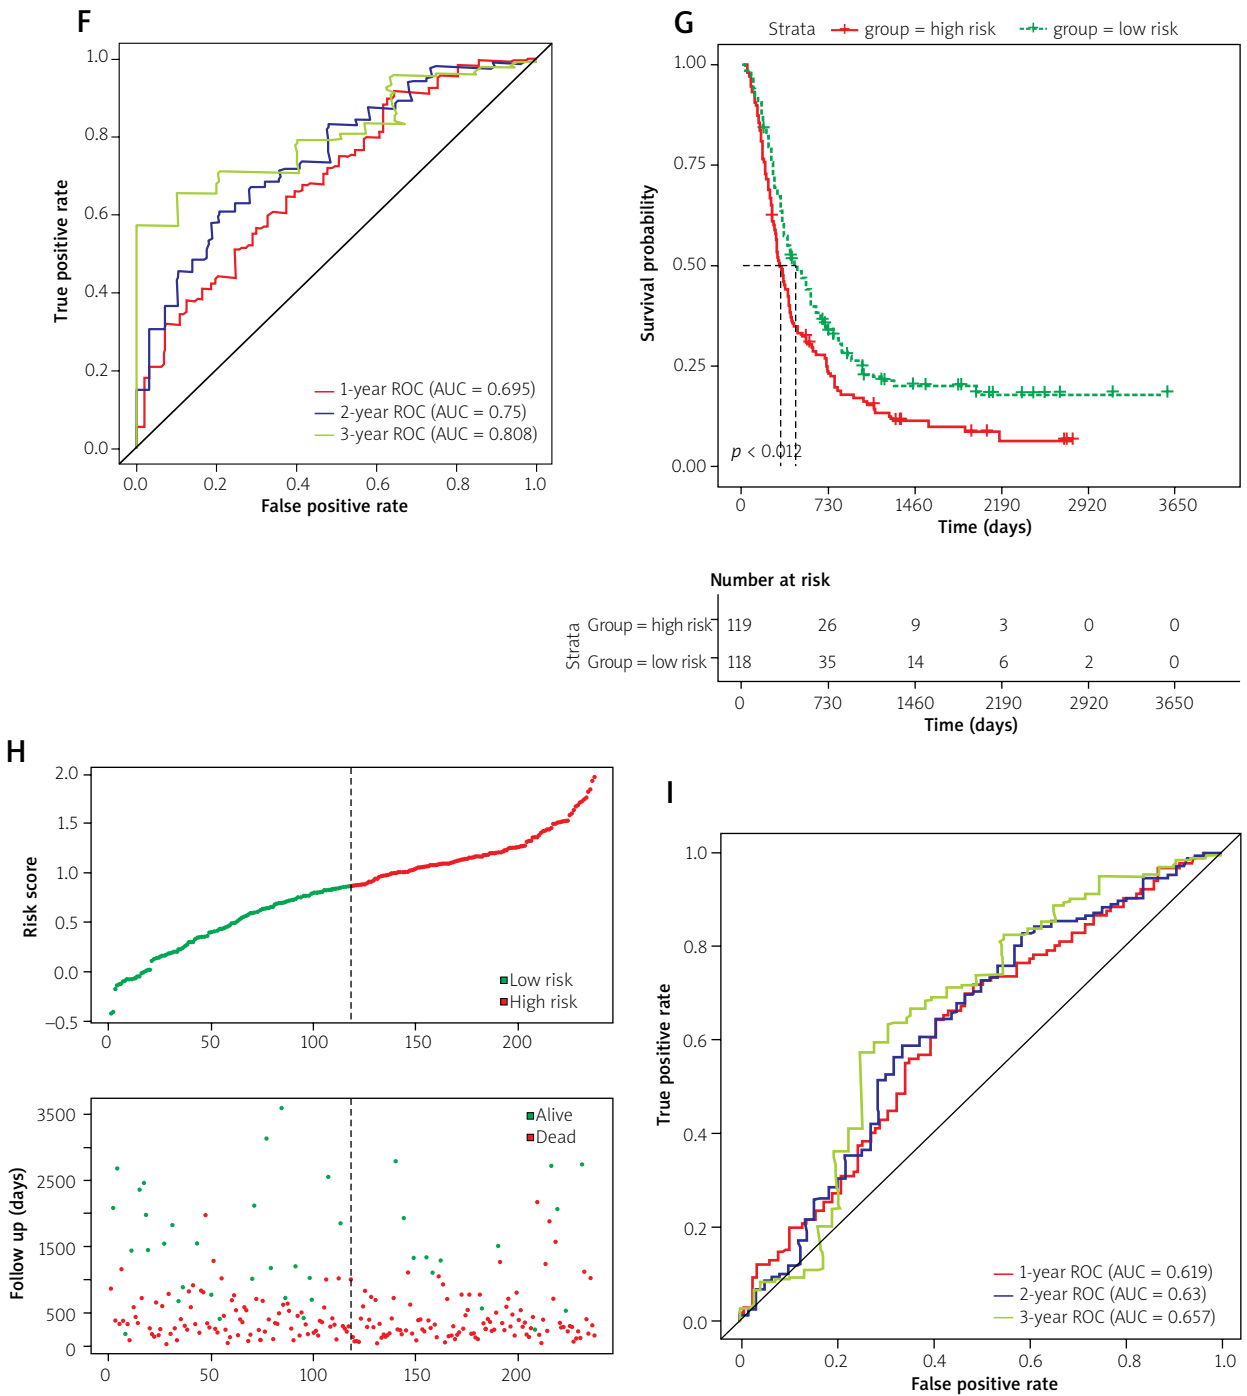 F
1.0
0.8
0.6
0.4
0.2
0.0
True positive rate
1-year ROC (AUC = 0.695)
2-year ROC (AUC = 0.75)
3-year ROC (AUC = 0.808)
0.0 0.2 0.4 0.6 0.8 1.0
False positive rate
G
Strata group = high risk group = low risk
1.00
0.75
0.50
0.25
0.00
Survival probability
p < 0.012
0 730 1460 2190 2920 3650
Time (days)
Number at risk
Strata
Group = high risk 119 26 9 3 0 0
Group = low risk 118 35 14 6 2 0
0 730 1460 2190 2920 3650
Time (days)
H
2.0
1.5
1.0
0.5
0.0
–0.5
Risk score
Low risk
High risk
0 50 100 150 200
3500
2500
1500
500
0
Follow up (days)
Alive
Dead
0 50 100 150 200
I
1.0
0.8
0.6
0.4
0.2
0.0
True positive rate
1-year ROC (AUC = 0.619)
2-year ROC (AUC = 0.63)
3-year ROC (AUC = 0.657)
0 0.2 0.4 0.6 0.8 1.0
False positive rate